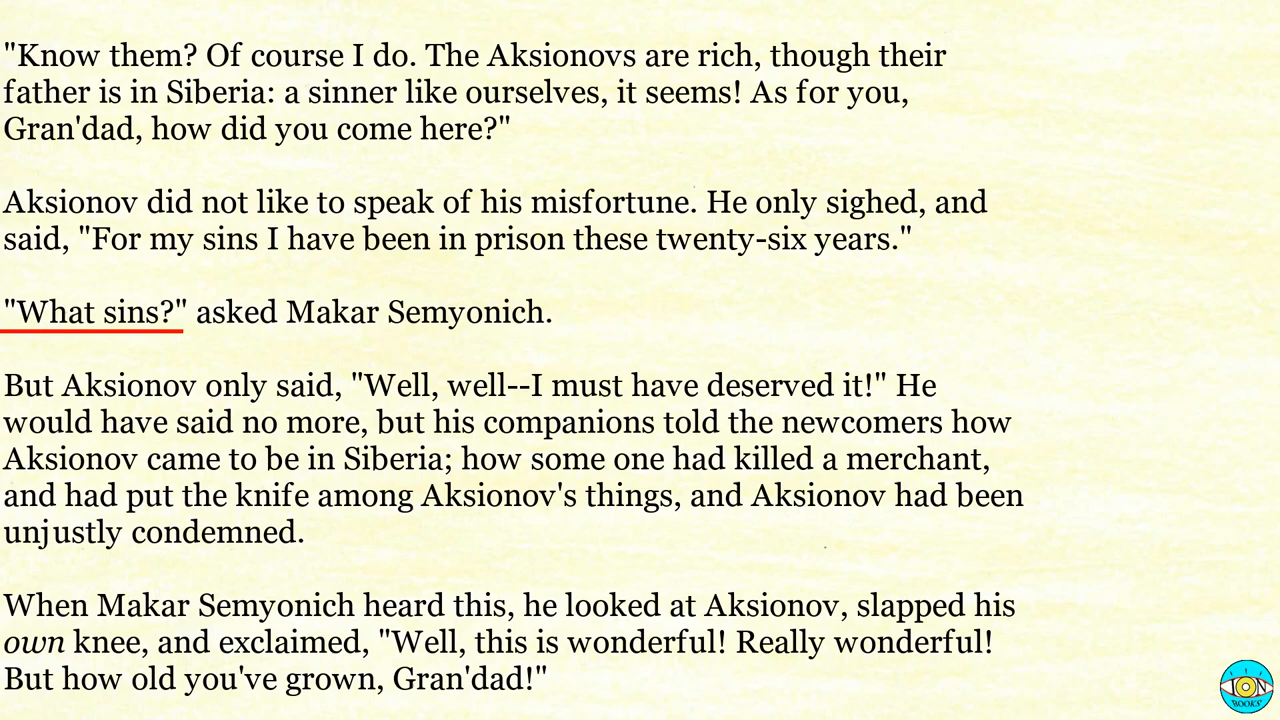 "Know them? Of course I do. The Aksionovs are rich, though their
father is in Siberia: a sinner like ourselves, it seems! As for you,
Gran'dad, how did you come here?"
Aksionov did not like to speak of his misfortune. He only sighed, and
said, "For my sins I have been in prison these twenty-six years."
"What sins?" asked Makar Semyonich.
But Aksionov only said, "Well, well--I must have deserved it!" He
would have said no more, but his companions told the newcomers how
Aksionov came to be in Siberia; how some one had killed a merchant,
and had put the knife among Aksionov's things, and Aksionov had been
unjustly condemned.
When Makar Semyonich heard this, he looked at Aksionov, slapped his
own knee, and exclaimed, "Well, this is wonderful! Really wonderful!
But how old you've grown, Gran'dad!"
ION
BOOKS